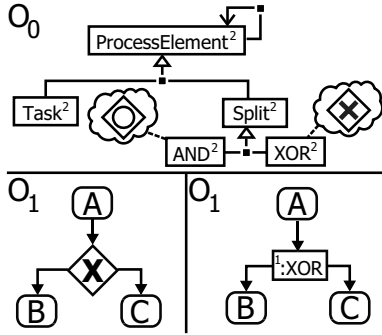 O₀
ProcessElement²
Task²
Split²
AND²
XOR²
O₁
A
X
B
C
O₁
A
¹:XOR
B
C